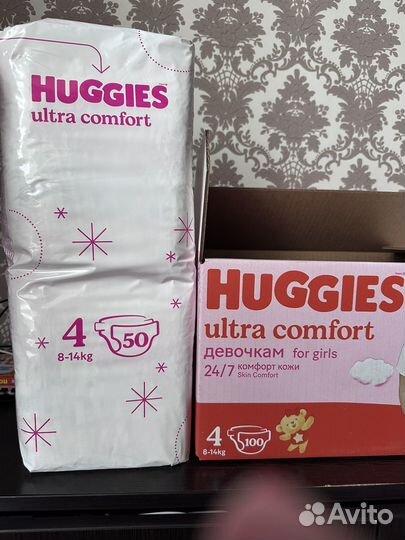 HUGGIES
ultra comfort
4 50
8-14kg
HUGGIES
ultra comfort
девочкам for girls
24/7 комфорт кожи
Skin Comfort
4 100
8-14kg
Avito